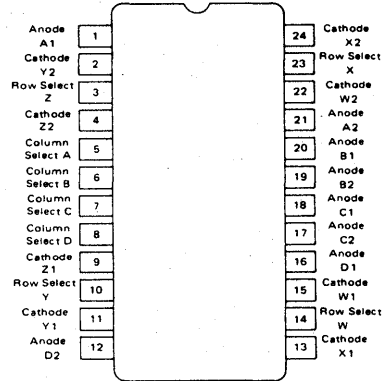 Anode
A1
1
Cathode
Y2
2
Row Select
Z
3
Cathode
Z2
4
Column
Select A
5
Column
Select B
6
Column
Select C
7
Column
Select D
8
Cathode
Z1
9
Row Select
Y
10
Cathode
Y1
11
Anode
D2
12
24
Cathode
X2
23
Row Select
X
22
Cathode
W2
21
Anode
A2
20
Anode
B1
19
Anode
B2
18
Anode
C1
17
Anode
C2
16
Anode
D1
15
Cathode
W1
14
Row Select
W
13
Cathode
X1